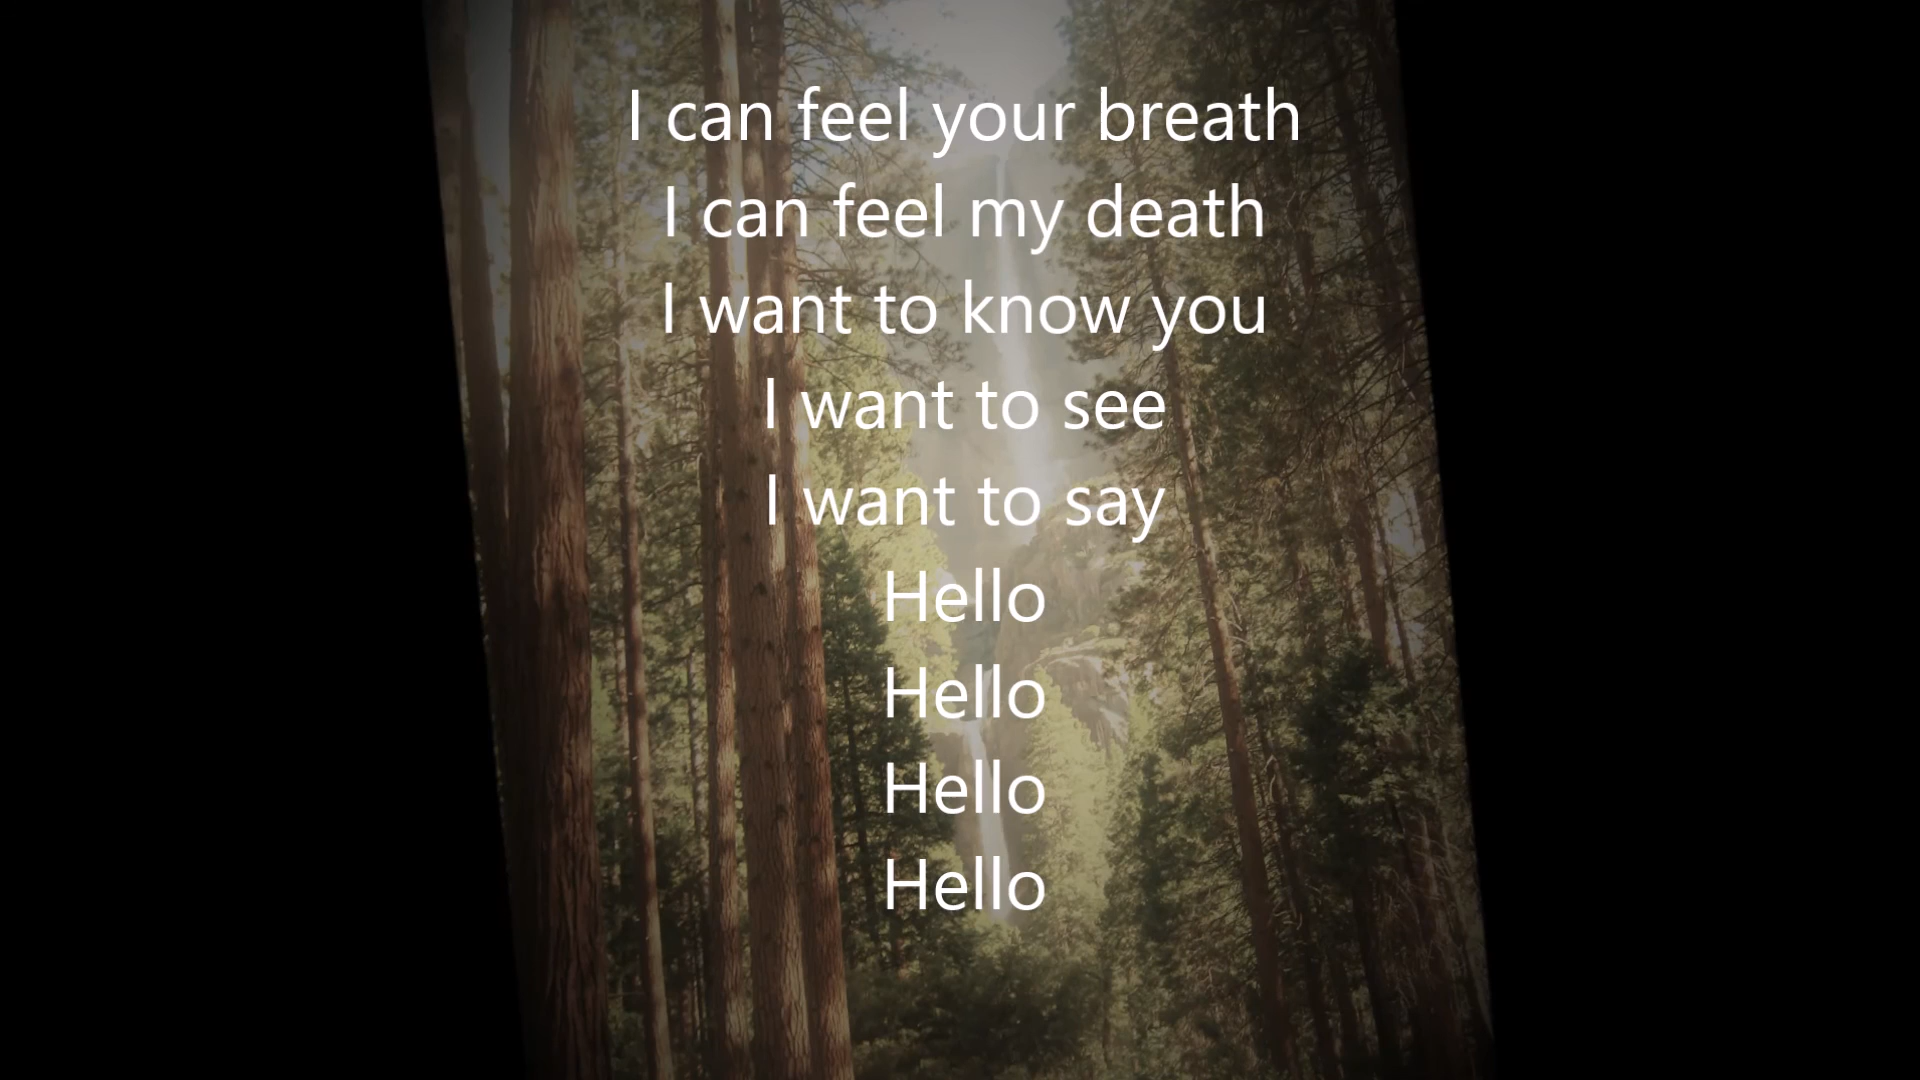 I can feel your breath
I can feel my death
I want to know you
I want to see
I want to say
Hello
Hello
Hello
Hello